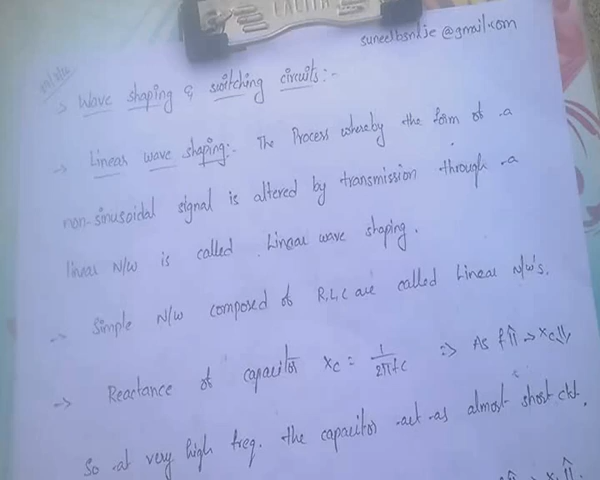 suneelbsnlje@gmail.com
> Wave shaping & switching circuits:-
-> Linear wave shaping:- The Process whereby the form of a
non-sinusoidal signal is altered by transmission through a
linear N/W is called Linear wave shaping.
-> Simple N/W composed of R,L,C are called Linear N/W's.
-> Reactance of capacitor Xc = 1/2πfc => As f⇑ -> Xc⇓
So at very high freq. the capacitor act as almost short ckt.